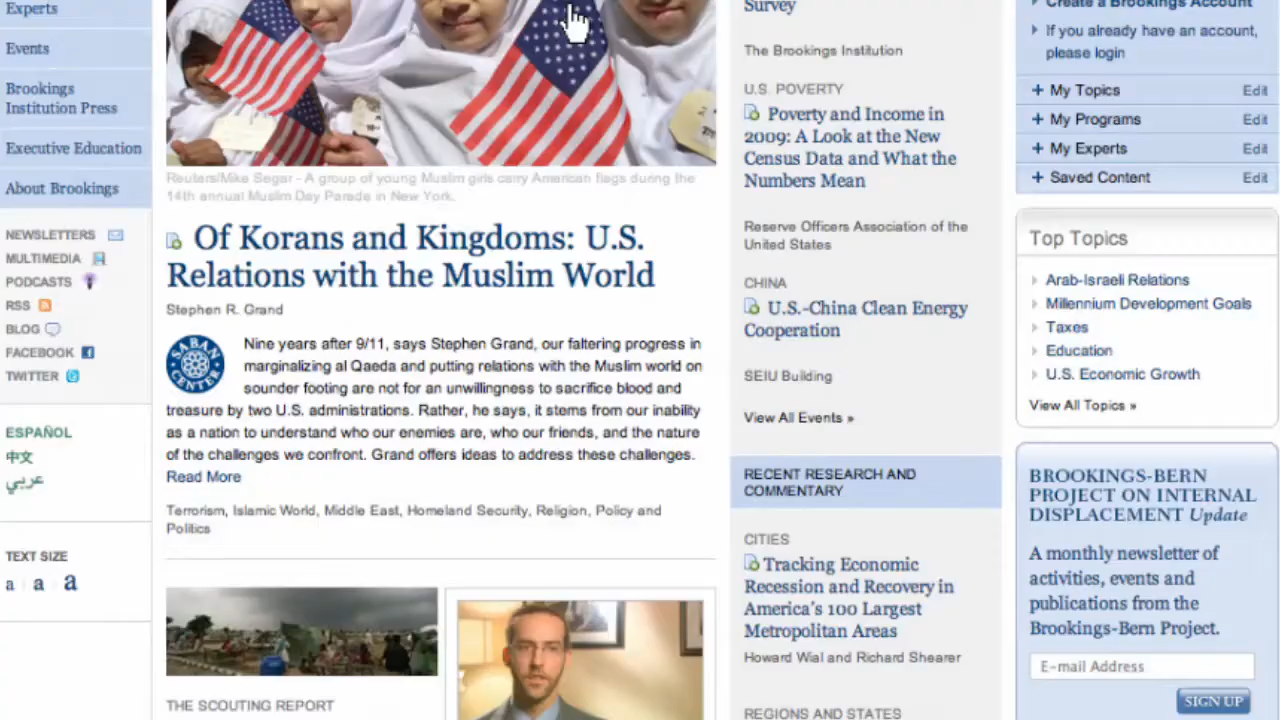 Experts
Events
Brookings
Institution Press
Executive Education
About Brookings
NEWSLETTERS
MULTIMEDIA
PODCASTS
RSS
BLOG
FACEBOOK
TWITTER
ESPAÑOL
中文
عربي
TEXT SIZE
a a a
Reuters/Mike Segar - A group of young Muslim girls carry American flags during the
14th annual Muslim Day Parade in New York.
Of Korans and Kingdoms: U.S.
Relations with the Muslim World
Stephen R. Grand
SABAN
CENTER
Nine years after 9/11, says Stephen Grand, our faltering progress in
marginalizing al Qaeda and putting relations with the Muslim world on
sounder footing are not for an unwillingness to sacrifice blood and
treasure by two U.S. administrations. Rather, he says, it stems from our inability
as a nation to understand who our enemies are, who our friends, and the nature
of the challenges we confront. Grand offers ideas to address these challenges.
Read More
Terrorism, Islamic World, Middle East, Homeland Security, Religion, Policy and
Politics
THE SCOUTING REPORT
Survey
The Brookings Institution
U.S. POVERTY
Poverty and Income in
2009: A Look at the New
Census Data and What the
Numbers Mean
Reserve Officers Association of the
United States
CHINA
U.S.-China Clean Energy
Cooperation
SEIU Building
View All Events »
RECENT RESEARCH AND
COMMENTARY
CITIES
Tracking Economic
Recession and Recovery in
America's 100 Largest
Metropolitan Areas
Howard Wial and Richard Shearer
REGIONS AND STATES
Create a Brookings Account
If you already have an account,
please login
+ My Topics Edit
+ My Programs Edit
+ My Experts Edit
+ Saved Content Edit
Top Topics
Arab-Israeli Relations
Millennium Development Goals
Taxes
Education
U.S. Economic Growth
View All Topics »
BROOKINGS-BERN
PROJECT ON INTERNAL
DISPLACEMENT Update
A monthly newsletter of
activities, events and
publications from the
Brookings-Bern Project.
E-mail Address
SIGN UP